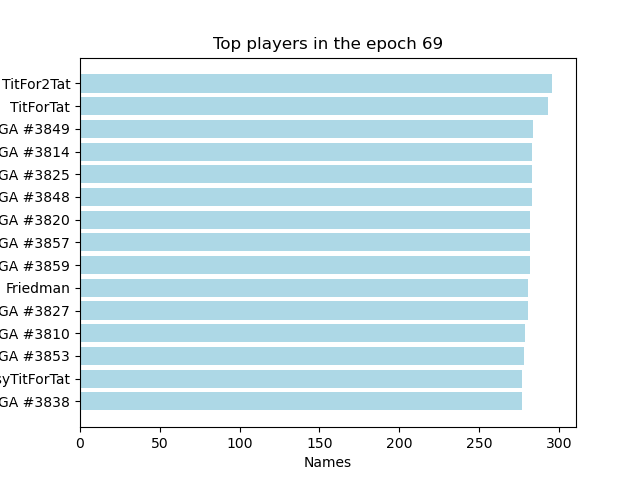 Top players in the epoch 69
TitFor2Tat
TitForTat
GA #3849
GA #3814
GA #3825
GA #3848
GA #3820
GA #3857
GA #3859
Friedman
GA #3827
GA #3810
GA #3853
syTitForTat
GA #3838
0 50 100 150 200 250 300
Names